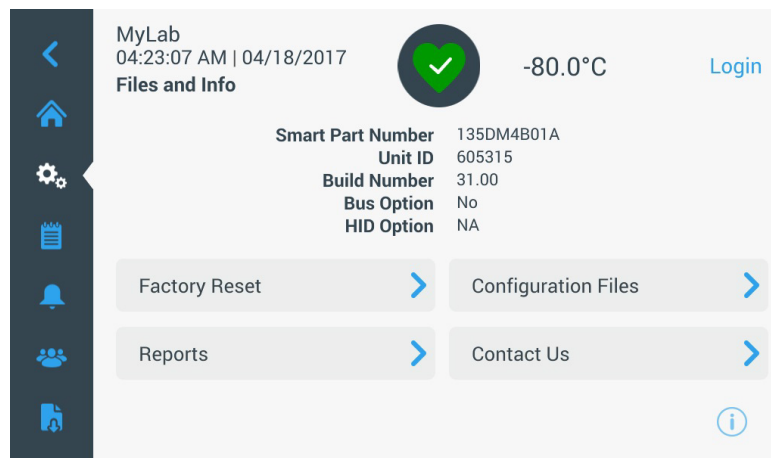 MyLab
04:23:07 AM | 04/18/2017
Files and Info
-80.0°C
Login
Smart Part Number 135DM4B01A
Unit ID 605315
Build Number 31.00
Bus Option No
HID Option NA
Factory Reset
Configuration Files
Reports
Contact Us